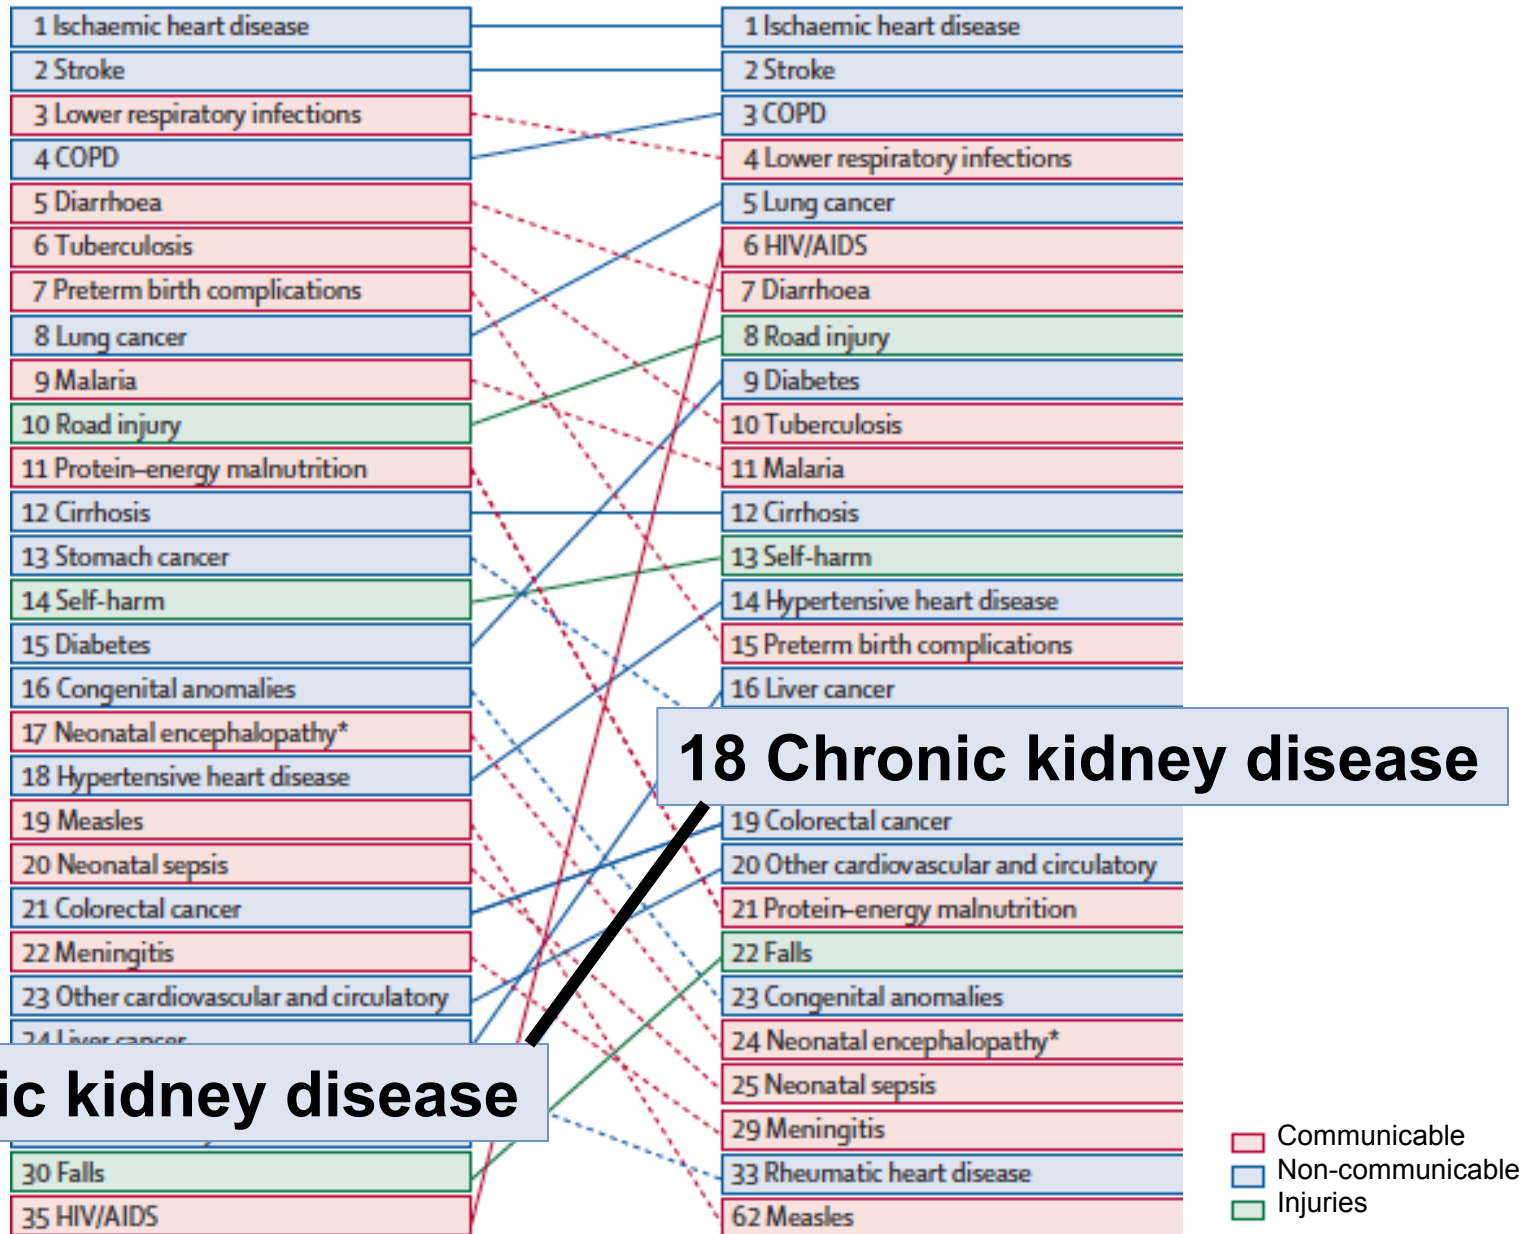 1 Ischaemic heart disease
2 Stroke
3 Lower respiratory infections
4 COPD
5 Diarrhoea
6 Tuberculosis
7 Preterm birth complications
8 Lung cancer
9 Malaria
10 Road injury
11 Protein–energy malnutrition
12 Cirrhosis
13 Stomach cancer
14 Self-harm
15 Diabetes
16 Congenital anomalies
17 Neonatal encephalopathy*
18 Hypertensive heart disease
19 Measles
20 Neonatal sepsis
21 Colorectal cancer
22 Meningitis
23 Other cardiovascular and circulatory
24 Liver cancer
ic kidney disease
30 Falls
35 HIV/AIDS
1 Ischaemic heart disease
2 Stroke
3 COPD
4 Lower respiratory infections
5 Lung cancer
6 HIV/AIDS
7 Diarrhoea
8 Road injury
9 Diabetes
10 Tuberculosis
11 Malaria
12 Cirrhosis
13 Self-harm
14 Hypertensive heart disease
15 Preterm birth complications
16 Liver cancer
18 Chronic kidney disease
19 Colorectal cancer
20 Other cardiovascular and circulatory
21 Protein–energy malnutrition
22 Falls
23 Congenital anomalies
24 Neonatal encephalopathy*
25 Neonatal sepsis
29 Meningitis
33 Rheumatic heart disease
62 Measles
Communicable
Non-communicable
Injuries